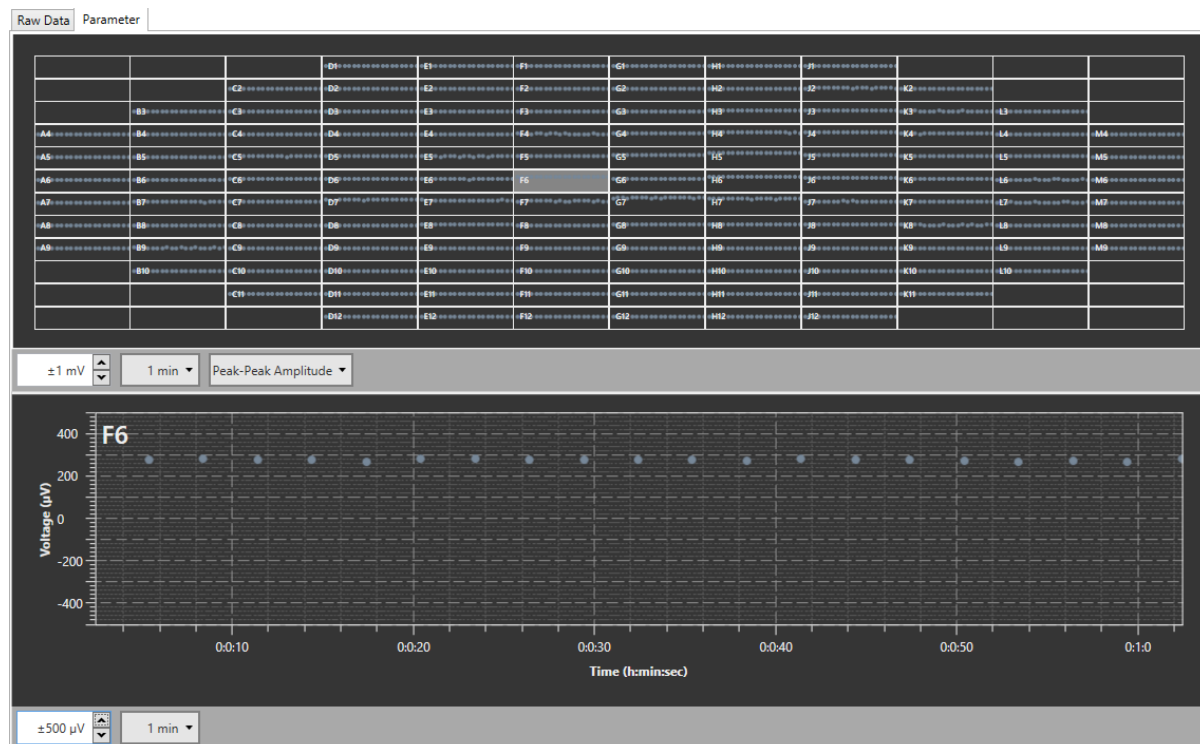 Raw Data Parameter
D1 E1 F1 G1 H1 J1
C2 D2 E2 F2 G2 H2 J2 K2
B3 C3 D3 E3 F3 G3 H3 J3 K3 L3
A4 B4 C4 D4 E4 F4 G4 H4 J4 K4 L4 M4
A5 B5 C5 D5 E5 F5 G5 H5 J5 K5 L5 M5
A6 B6 C6 D6 E6 F6 G6 H6 J6 K6 L6 M6
A7 B7 C7 D7 E7 F7 G7 H7 J7 K7 L7 M7
A8 B8 C8 D8 E8 F8 G8 H8 J8 K8 L8 M8
A9 B9 C9 D9 E9 F9 G9 H9 J9 K9 L9 M9
B10 C10 D10 E10 F10 G10 H10 J10 K10 L10
C11 D11 E11 F11 G11 H11 J11 K11
D12 E12 F12 G12 H12 J12
±1 mV 1 min Peak-Peak Amplitude
F6
400
200
0
-200
-400
Voltage (µV)
0:0:10 0:0:20 0:0:30 0:0:40 0:0:50 0:1:0
Time (h:min:sec)
±500 µV 1 min